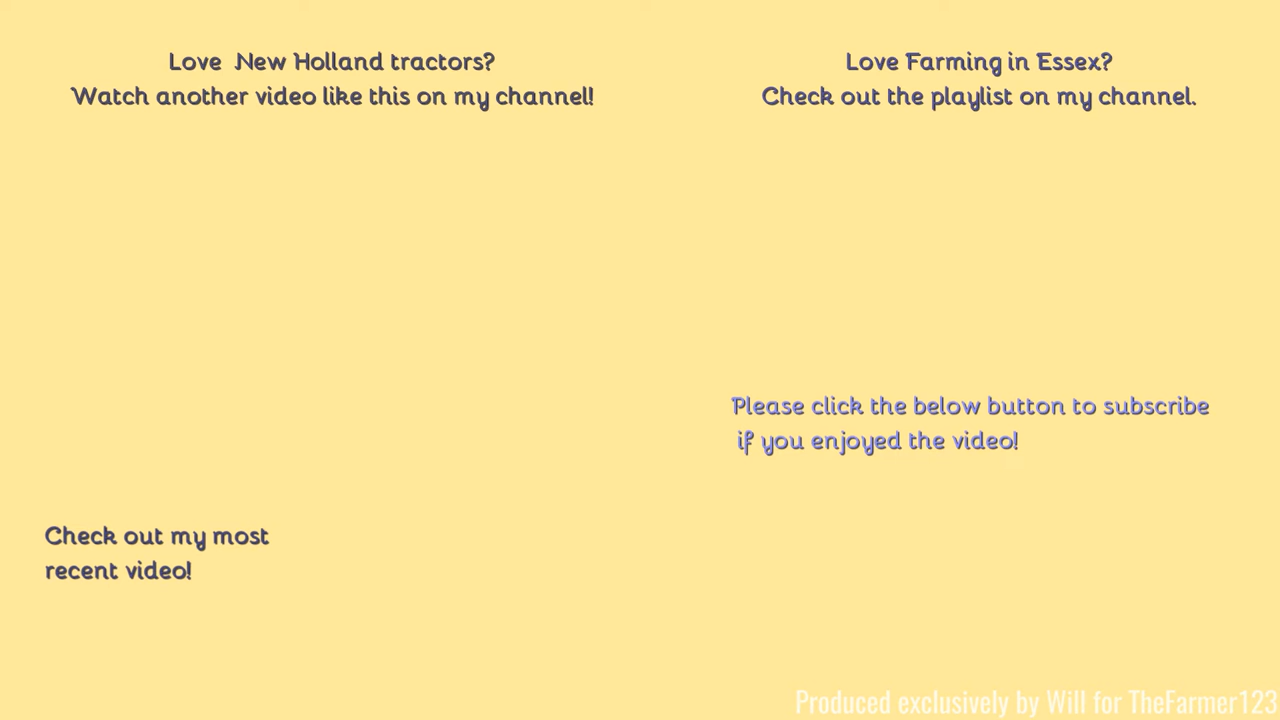 Love New Holland tractors?
Watch another video like this on my channel!
Love Farming in Essex?
Check out the playlist on my channel.
Please click the below button to subscribe
if you enjoyed the video!
Check out my most
recent video!
Produced exclusively by Will for TheFarmer123